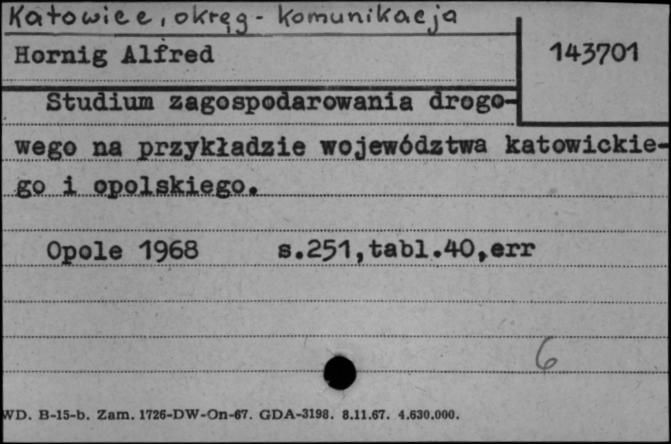 Katowice, okręg - komunikacja
Hornig Alfred
143701
Studium zagospodarowania drogo-
wego na przykładzie województwa katowickie-
go i opolskiego.
Opole 1968 s.251,tabl.40,err
6
WD. B-15-b. Zam. 1726-DW-On-67. GDA-3198. 8.11.67. 4.630.000.